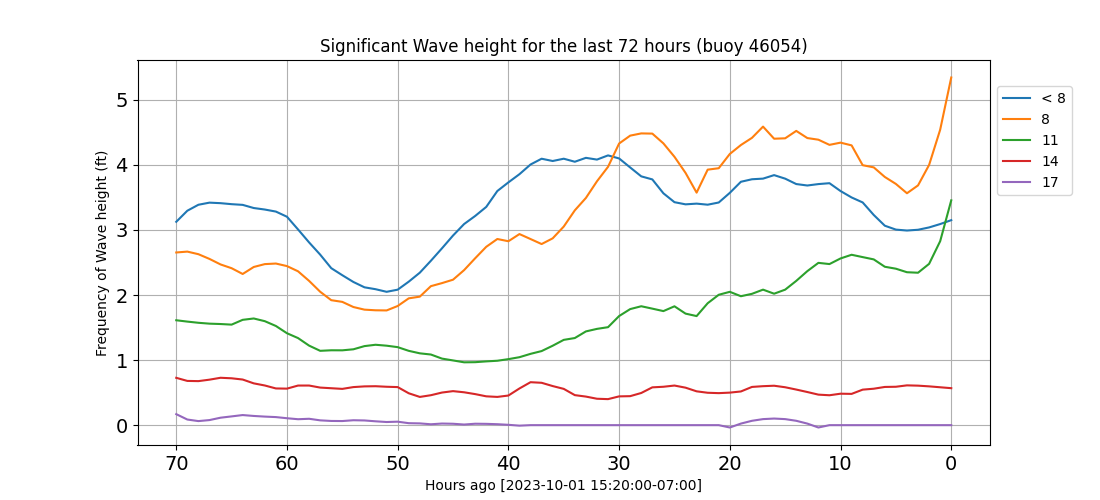 Significant Wave height for the last 72 hours (buoy 46054)
Frequency of Wave height (ft)
5
4
3
2
1
0
70 60 50 40 30 20 10 0
Hours ago [2023-10-01 15:20:00-07:00]
< 8
8
11
14
17